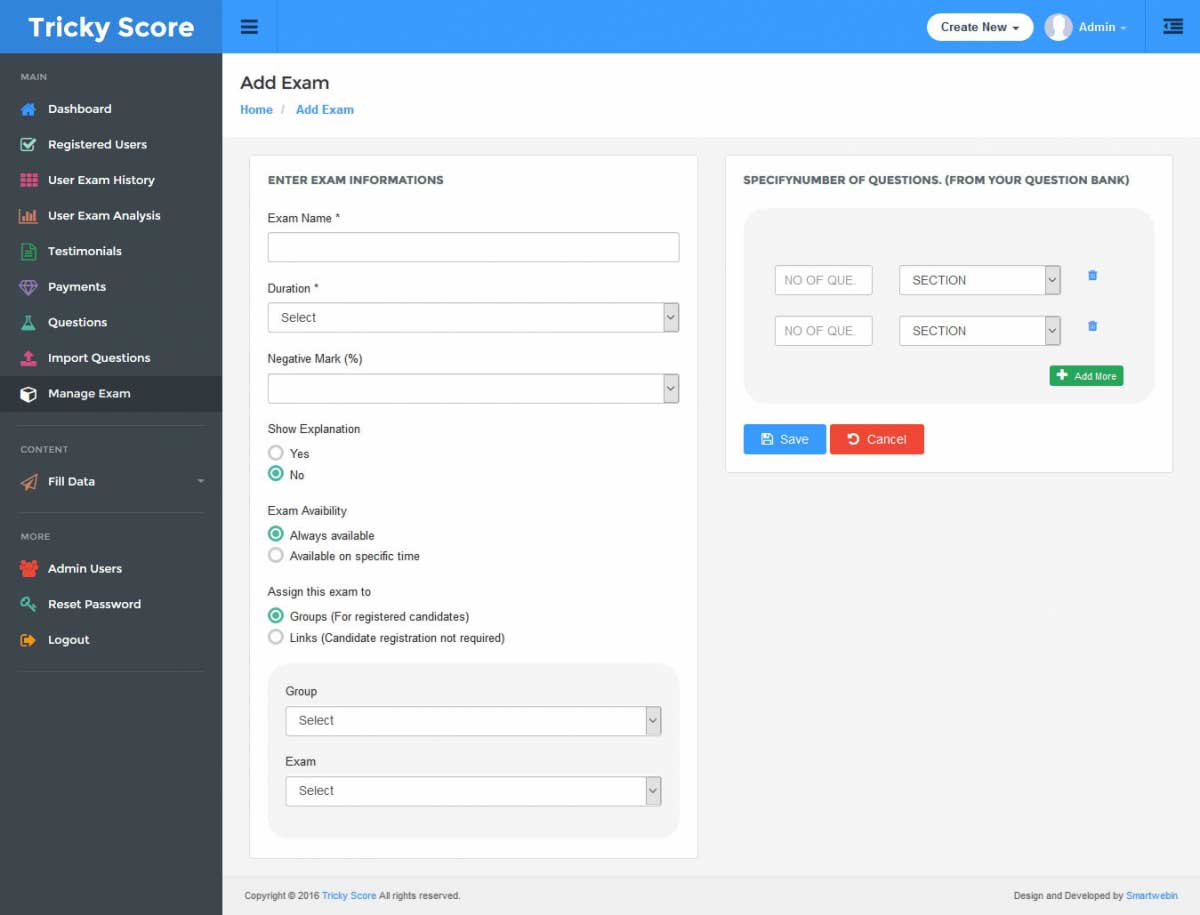 Tricky Score
Create New
Admin
MAIN
Dashboard
Registered Users
User Exam History
User Exam Analysis
Testimonials
Payments
Questions
Import Questions
Manage Exam
CONTENT
Fill Data
MORE
Admin Users
Reset Password
Logout
Add Exam
Home / Add Exam
ENTER EXAM INFORMATIONS
Exam Name *
Duration *
Select
Negative Mark (%)
Show Explanation
Yes
No
Exam Avaibility
Always available
Available on specific time
Assign this exam to
Groups (For registered candidates)
Links (Candidate registration not required)
Group
Select
Exam
Select
SPECIFYNUMBER OF QUESTIONS. (FROM YOUR QUESTION BANK)
NO OF QUE. SECTION
NO OF QUE. SECTION
Add More
Save Cancel
Copyright © 2016 Tricky Score All rights reserved.
Design and Developed by Smartwebin